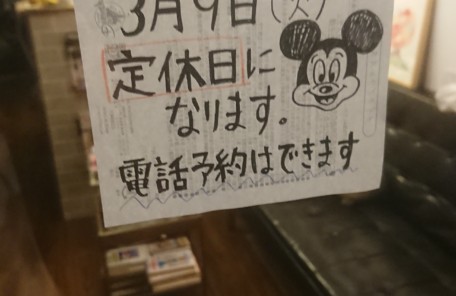 3月9日(火)
定休日に
なります。
電話予約はできます